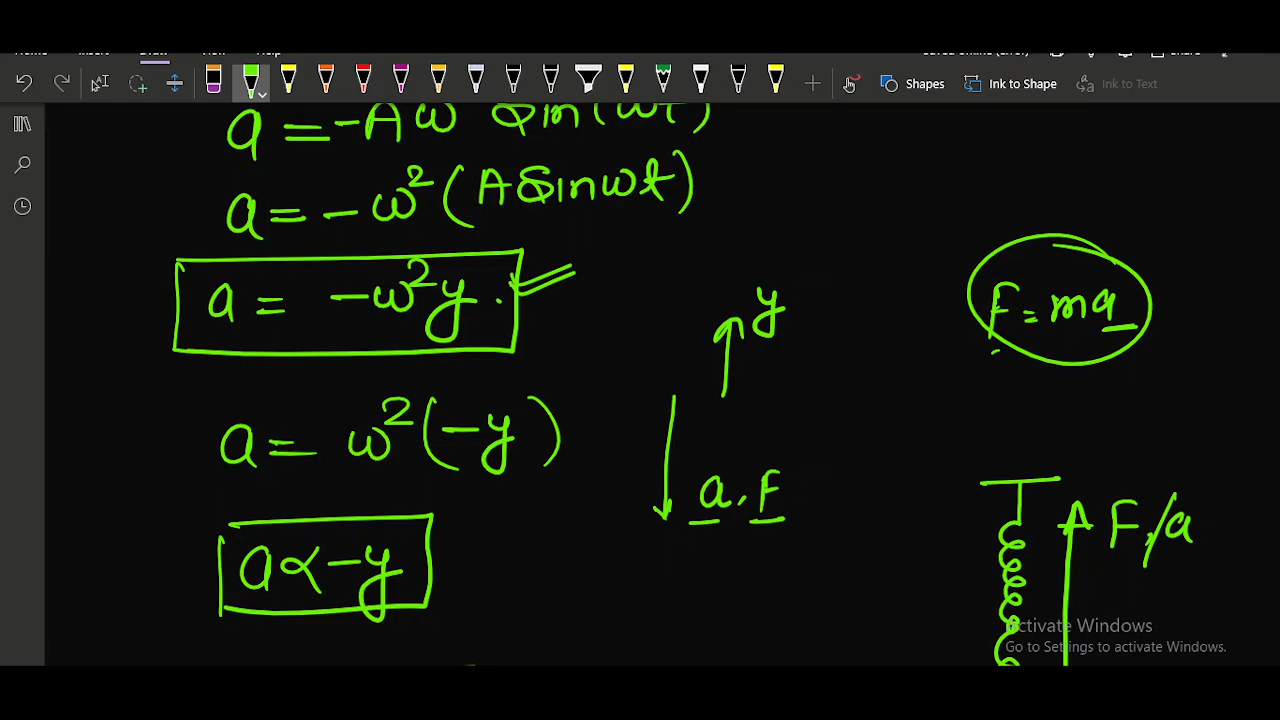 Shapes
Ink to Shape
Ink to Text
a = -Aω sin(ωt)
a = -ω²(A sinωt)
a = -ω²y.
y
F = ma
a = ω²(-y)
a, F
F/a
a ∝ -y
Activate Windows
Go to Settings to activate Windows.